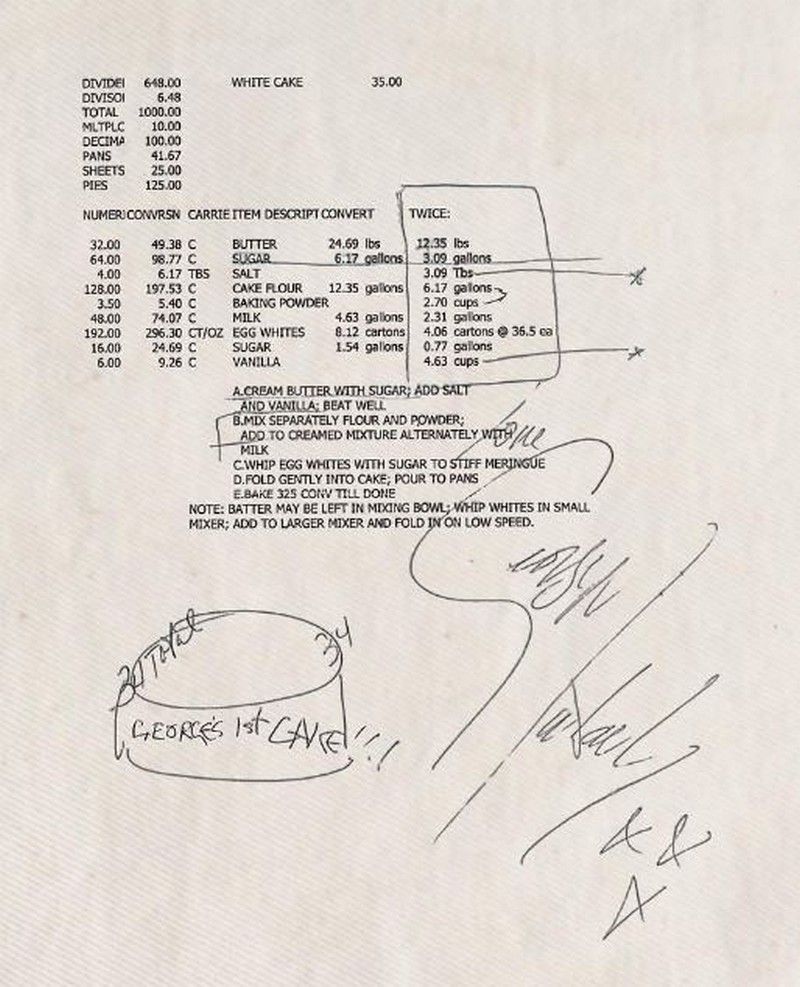 DIVIDEI 648.00 WHITE CAKE 35.00
DIVISOI 6.48
TOTAL 1000.00
MLTPLC 10.00
DECIMA 100.00
PANS 41.67
SHEETS 25.00
PIES 125.00
NUMERI CONVRSN CARRIE ITEM DESCRIPT CONVERT TWICE:
32.00 49.38 C BUTTER 24.69 lbs 12.35 lbs
64.00 98.77 C SUGAR 6.17 gallons 3.09 gallons
4.00 6.17 TBS SALT 3.09 Tbs
128.00 197.53 C CAKE FLOUR 12.35 gallons 6.17 gallons
3.50 5.40 C BAKING POWDER 2.70 cups
48.00 74.07 C MILK 4.63 gallons 2.31 gallons
192.00 296.30 CT/OZ EGG WHITES 8.12 cartons 4.06 cartons @ 36.5 ea
16.00 24.69 C SUGAR 1.54 gallons 0.77 gallons
6.00 9.26 C VANILLA 4.63 cups
A.CREAM BUTTER WITH SUGAR; ADD SALT
AND VANILLA; BEAT WELL
B.MIX SEPARATELY FLOUR AND POWDER;
ADD TO CREAMED MIXTURE ALTERNATELY WITH
MILK
C.WHIP EGG WHITES WITH SUGAR TO STIFF MERINGUE
D.FOLD GENTLY INTO CAKE; POUR TO PANS
E.BAKE 325 CONV TILL DONE
NOTE: BATTER MAY BE LEFT IN MIXING BOWL; WHIP WHITES IN SMALL
MIXER; ADD TO LARGER MIXER AND FOLD IN ON LOW SPEED.
Total 34
GEORGE'S 1st CAKE!!!